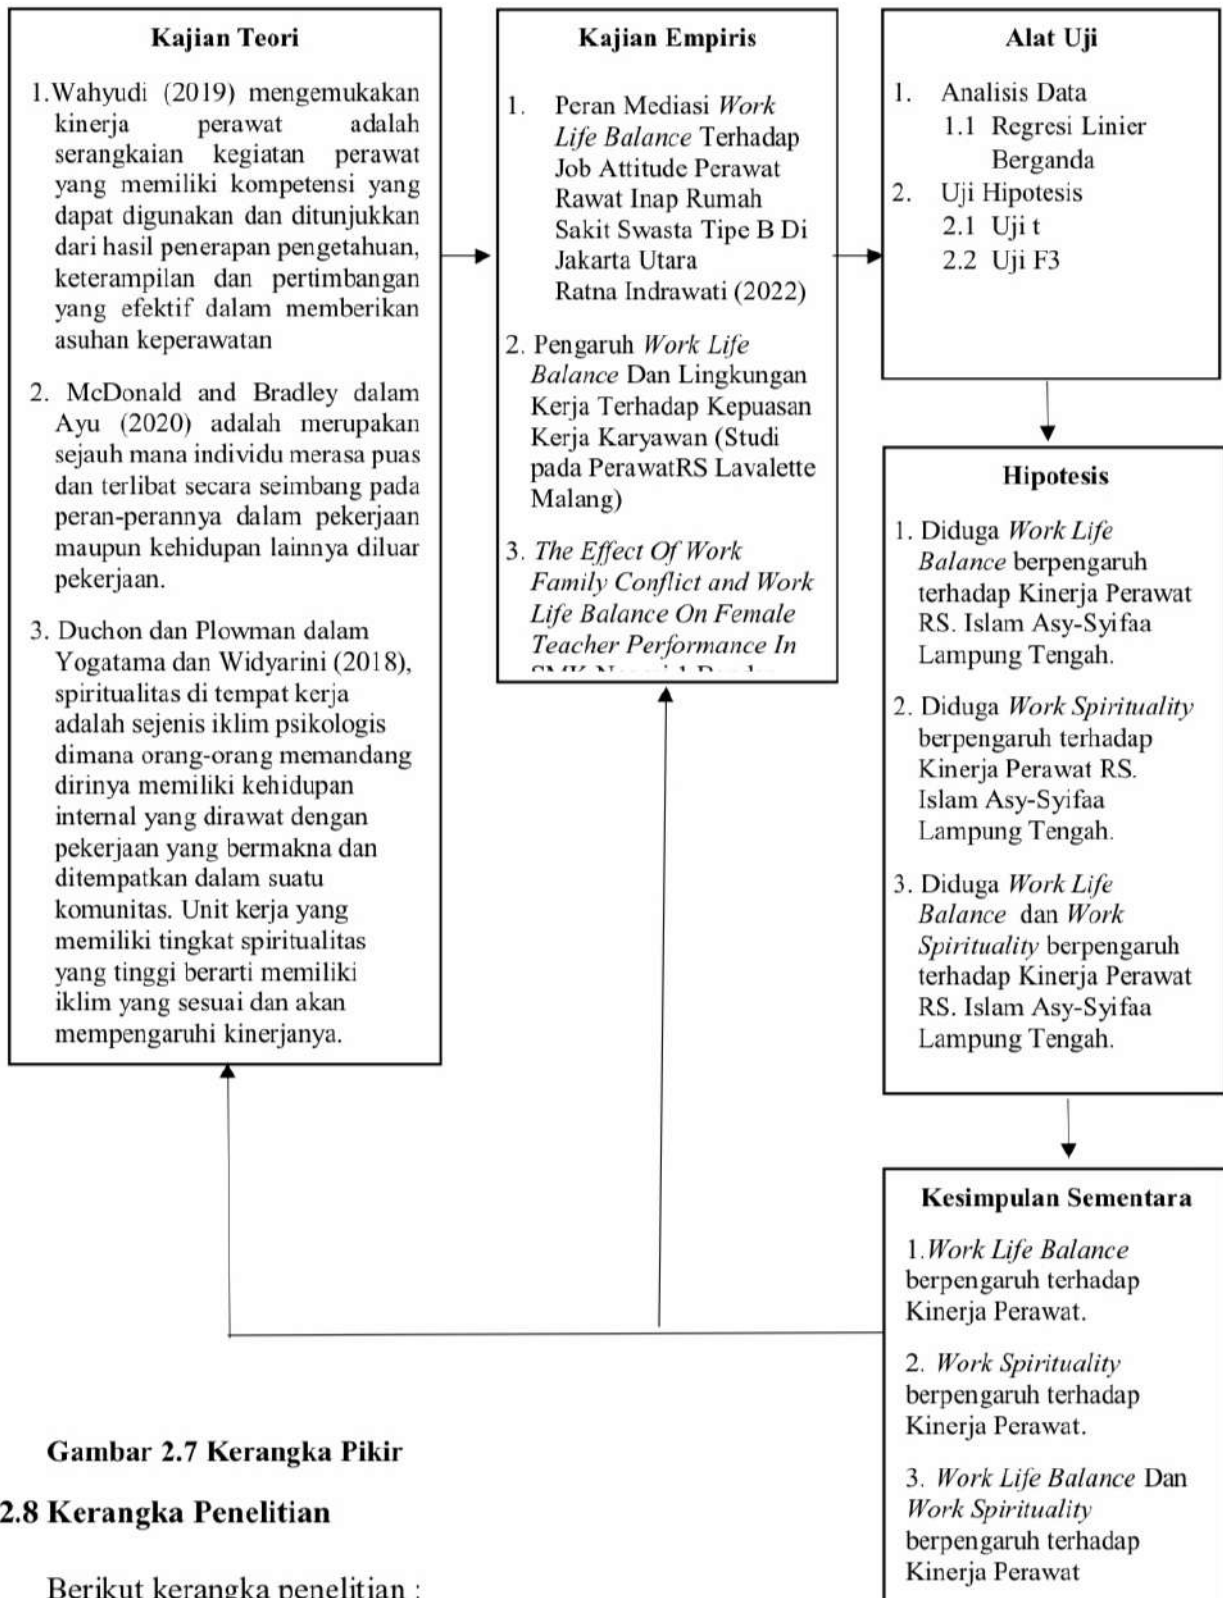 Kajian Teori
1.Wahyudi (2019) mengemukakan
kinerja perawat adalah
serangkaian kegiatan perawat
yang memiliki kompetensi yang
dapat digunakan dan ditunjukkan
dari hasil penerapan pengetahuan,
keterampilan dan pertimbangan
yang efektif dalam memberikan
asuhan keperawatan
2. McDonald and Bradley dalam
Ayu (2020) adalah merupakan
sejauh mana individu merasa puas
dan terlibat secara seimbang pada
peran-perannya dalam pekerjaan
maupun kehidupan lainnya diluar
pekerjaan.
3. Duchon dan Plowman dalam
Yogatama dan Widyarini (2018),
spiritualitas di tempat kerja
adalah sejenis iklim psikologis
dimana orang-orang memandang
dirinya memiliki kehidupan
internal yang dirawat dengan
pekerjaan yang bermakna dan
ditempatkan dalam suatu
komunitas. Unit kerja yang
memiliki tingkat spiritualitas
yang tinggi berarti memiliki
iklim yang sesuai dan akan
mempengaruhi kinerjanya.
Kajian Empiris
1. Peran Mediasi Work
Life Balance Terhadap
Job Attitude Perawat
Rawat Inap Rumah
Sakit Swasta Tipe B Di
Jakarta Utara
Ratna Indrawati (2022)
2. Pengaruh Work Life
Balance Dan Lingkungan
Kerja Terhadap Kepuasan
Kerja Karyawan (Studi
pada PerawatRS Lavalette
Malang)
3. The Effect Of Work
Family Conflict and Work
Life Balance On Female
Teacher Performance In
Alat Uji
1. Analisis Data
1.1 Regresi Linier
Berganda
2. Uji Hipotesis
2.1 Uji t
2.2 Uji F3
Hipotesis
1. Diduga Work Life
Balance berpengaruh
terhadap Kinerja Perawat
RS. Islam Asy-Syifaa
Lampung Tengah.
2. Diduga Work Spirituality
berpengaruh terhadap
Kinerja Perawat RS.
Islam Asy-Syifaa
Lampung Tengah.
3. Diduga Work Life
Balance dan Work
Spirituality berpengaruh
terhadap Kinerja Perawat
RS. Islam Asy-Syifaa
Lampung Tengah.
Kesimpulan Sementara
1.Work Life Balance
berpengaruh terhadap
Kinerja Perawat.
2. Work Spirituality
berpengaruh terhadap
Kinerja Perawat.
3. Work Life Balance Dan
Work Spirituality
berpengaruh terhadap
Kinerja Perawat
Gambar 2.7 Kerangka Pikir
2.8 Kerangka Penelitian
Berikut kerangka penelitian :